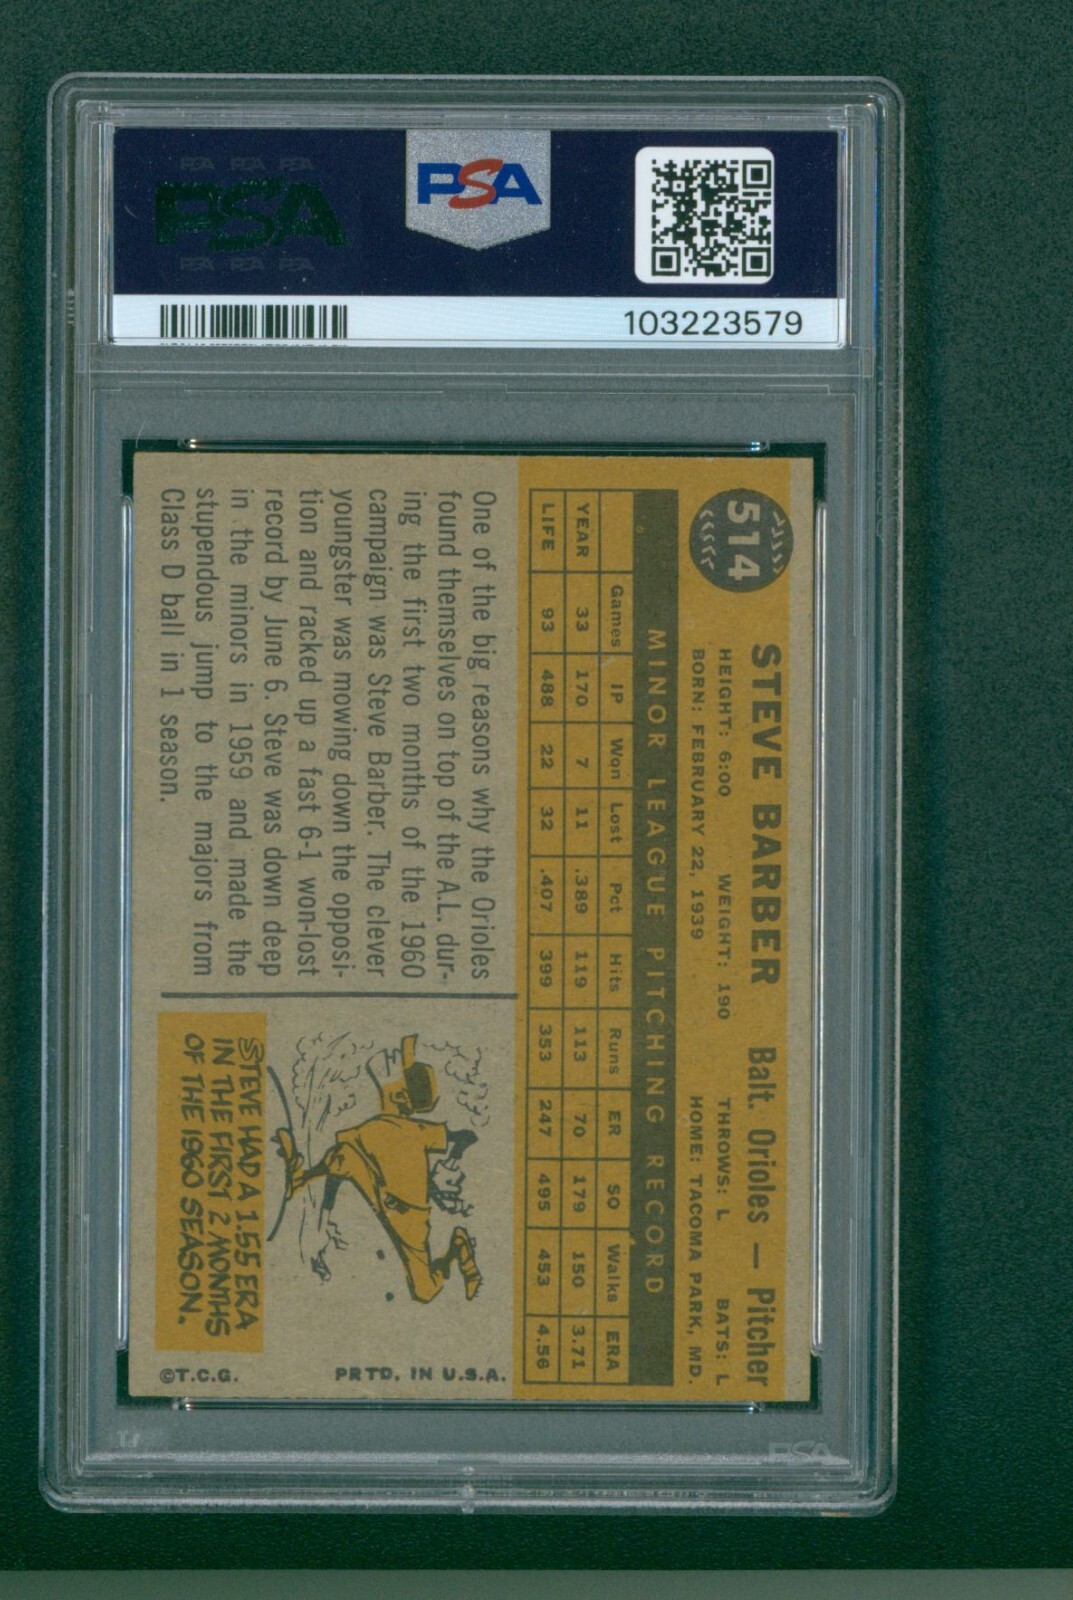 PSA PSA PSA
PSA
PSA PSA PSA
PSA
103223579
514
STEVE BARBER Balt. Orioles — Pitcher
HEIGHT: 6:00 WEIGHT: 190 THROWS: L BATS: L
BORN: FEBRUARY 22, 1939 HOME: TACOMA PARK, MD.
MINOR LEAGUE PITCHING RECORD
Games IP Won Lost Pct Hits Runs ER SO Walks ERA
YEAR 33 170 7 11 .389 119 113 70 179 150 3.71
LIFE 93 488 22 32 .407 399 353 247 495 453 4.56
One of the big reasons why the Orioles
found themselves on top of the A.L. dur-
ing the first two months of the 1960
campaign was Steve Barber. The clever
youngster was mowing down the opposi-
tion and racked up a fast 6-1 won-lost
record by June 6. Steve was down deep
in the minors in 1959 and made the
stupendous jump to the majors from
Class D ball in 1 season.
STEVE HAD A 1.55 ERA
IN THE FIRST 2 MONTHS
OF THE 1960 SEASON.
©T.C.G.
PRTD. IN U.S.A.
PSA